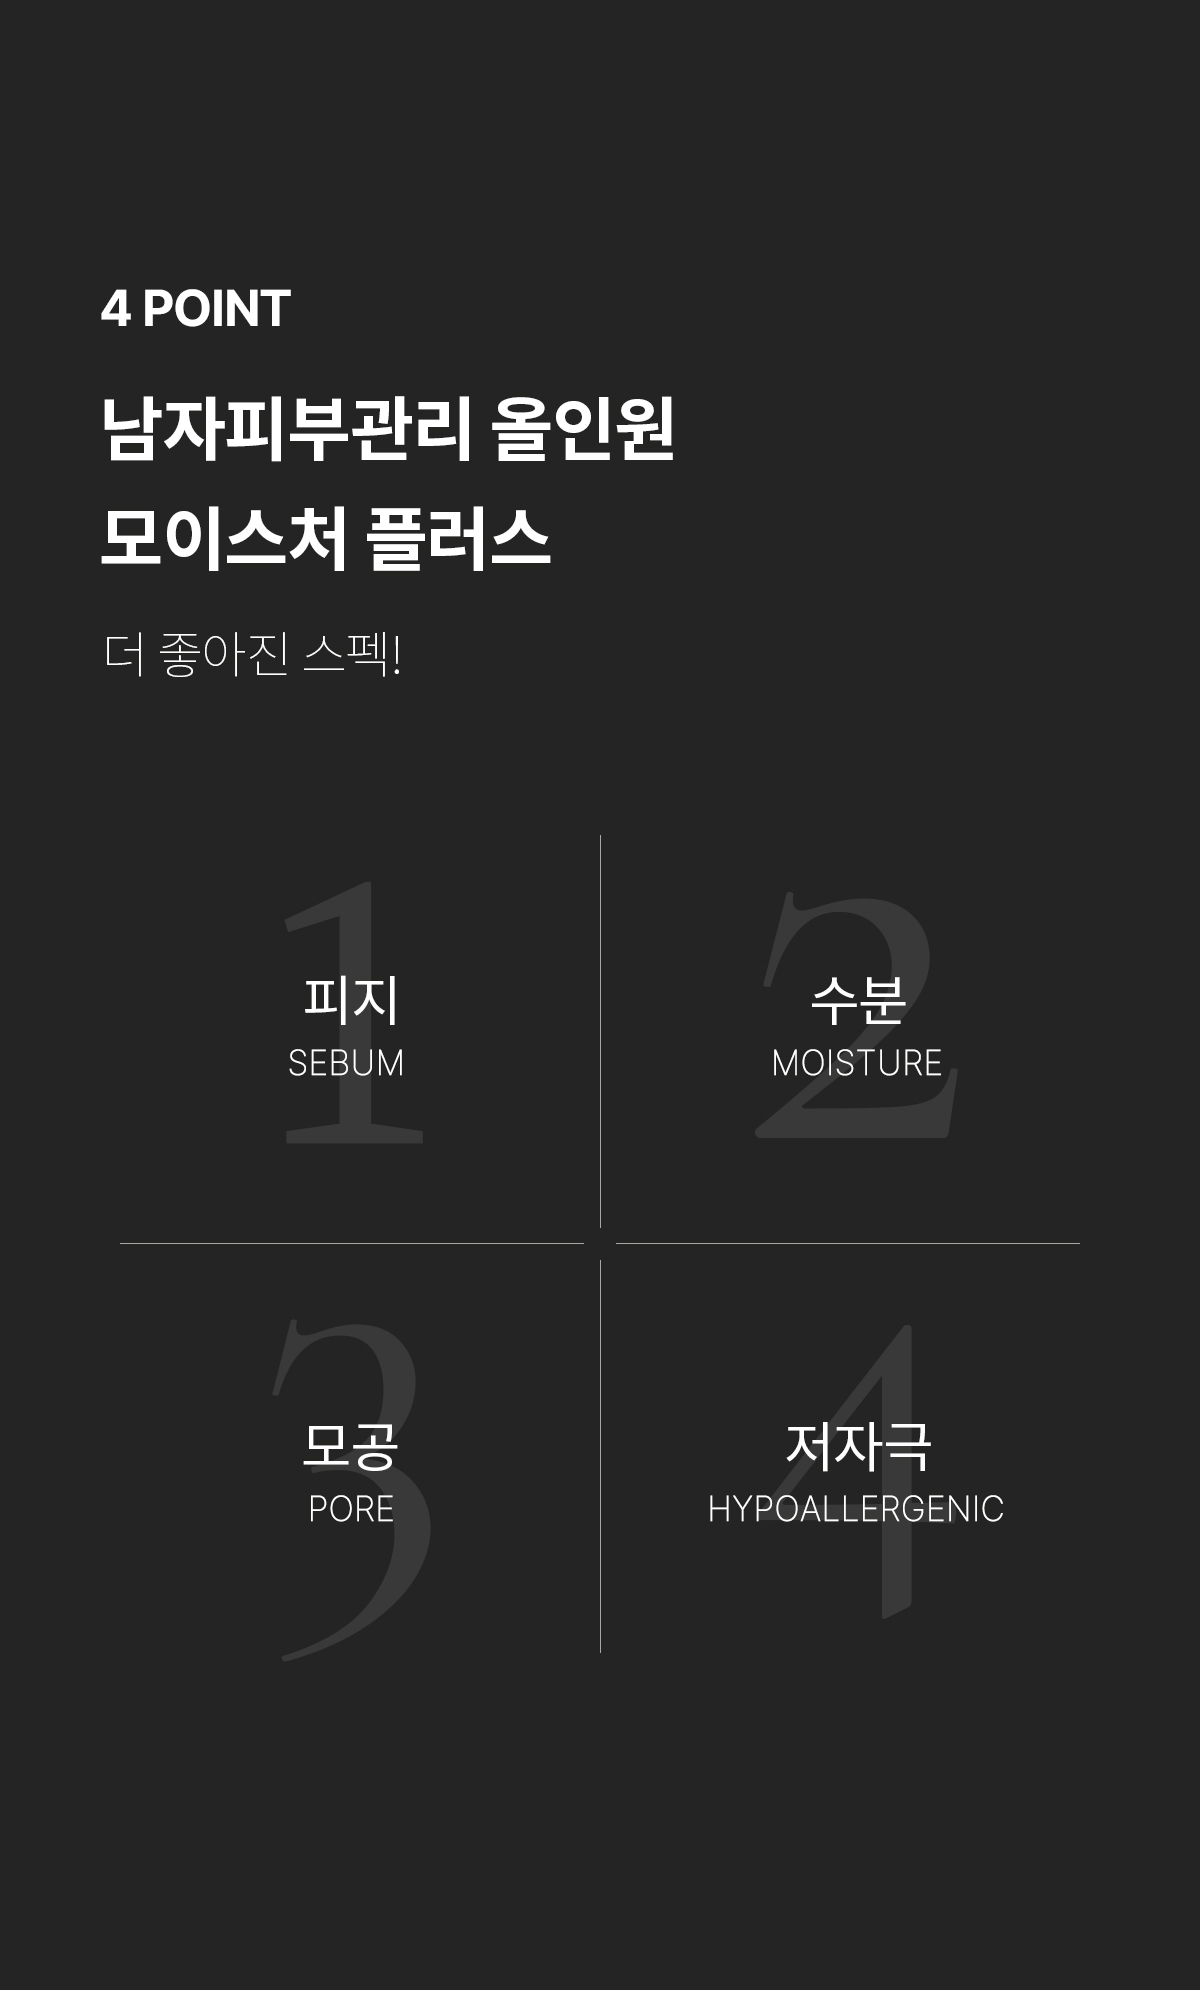 4 POINT
남자피부관리 올인원
모이스처 플러스
더 좋아진 스펙!
1
피지
SEBUM
2
수분
MOISTURE
3
모공
PORE
4
저자극
HYPOALLERGENIC